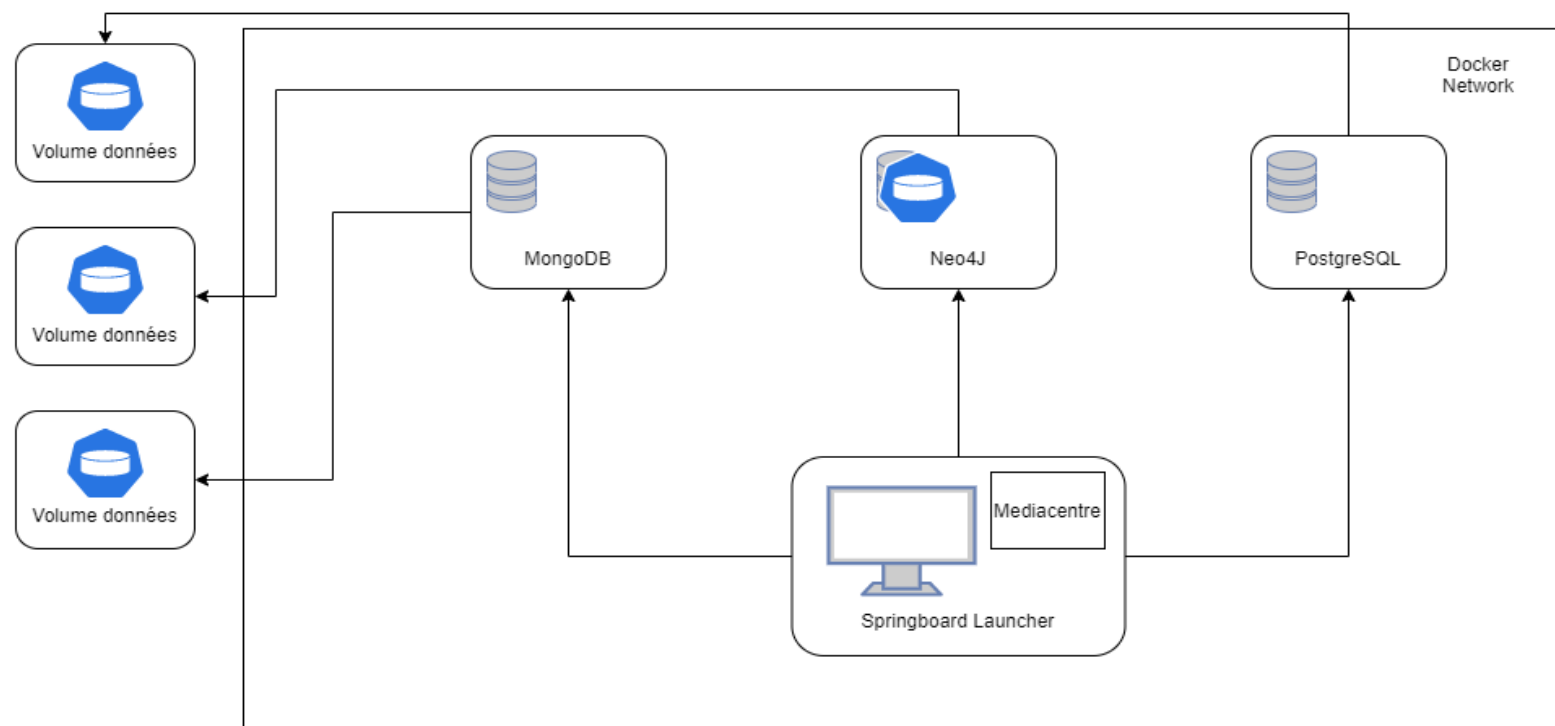 Docker
Network
Volume données
MongoDB
Neo4J
PostgreSQL
Volume données
Volume données
Mediacentre
Springboard Launcher